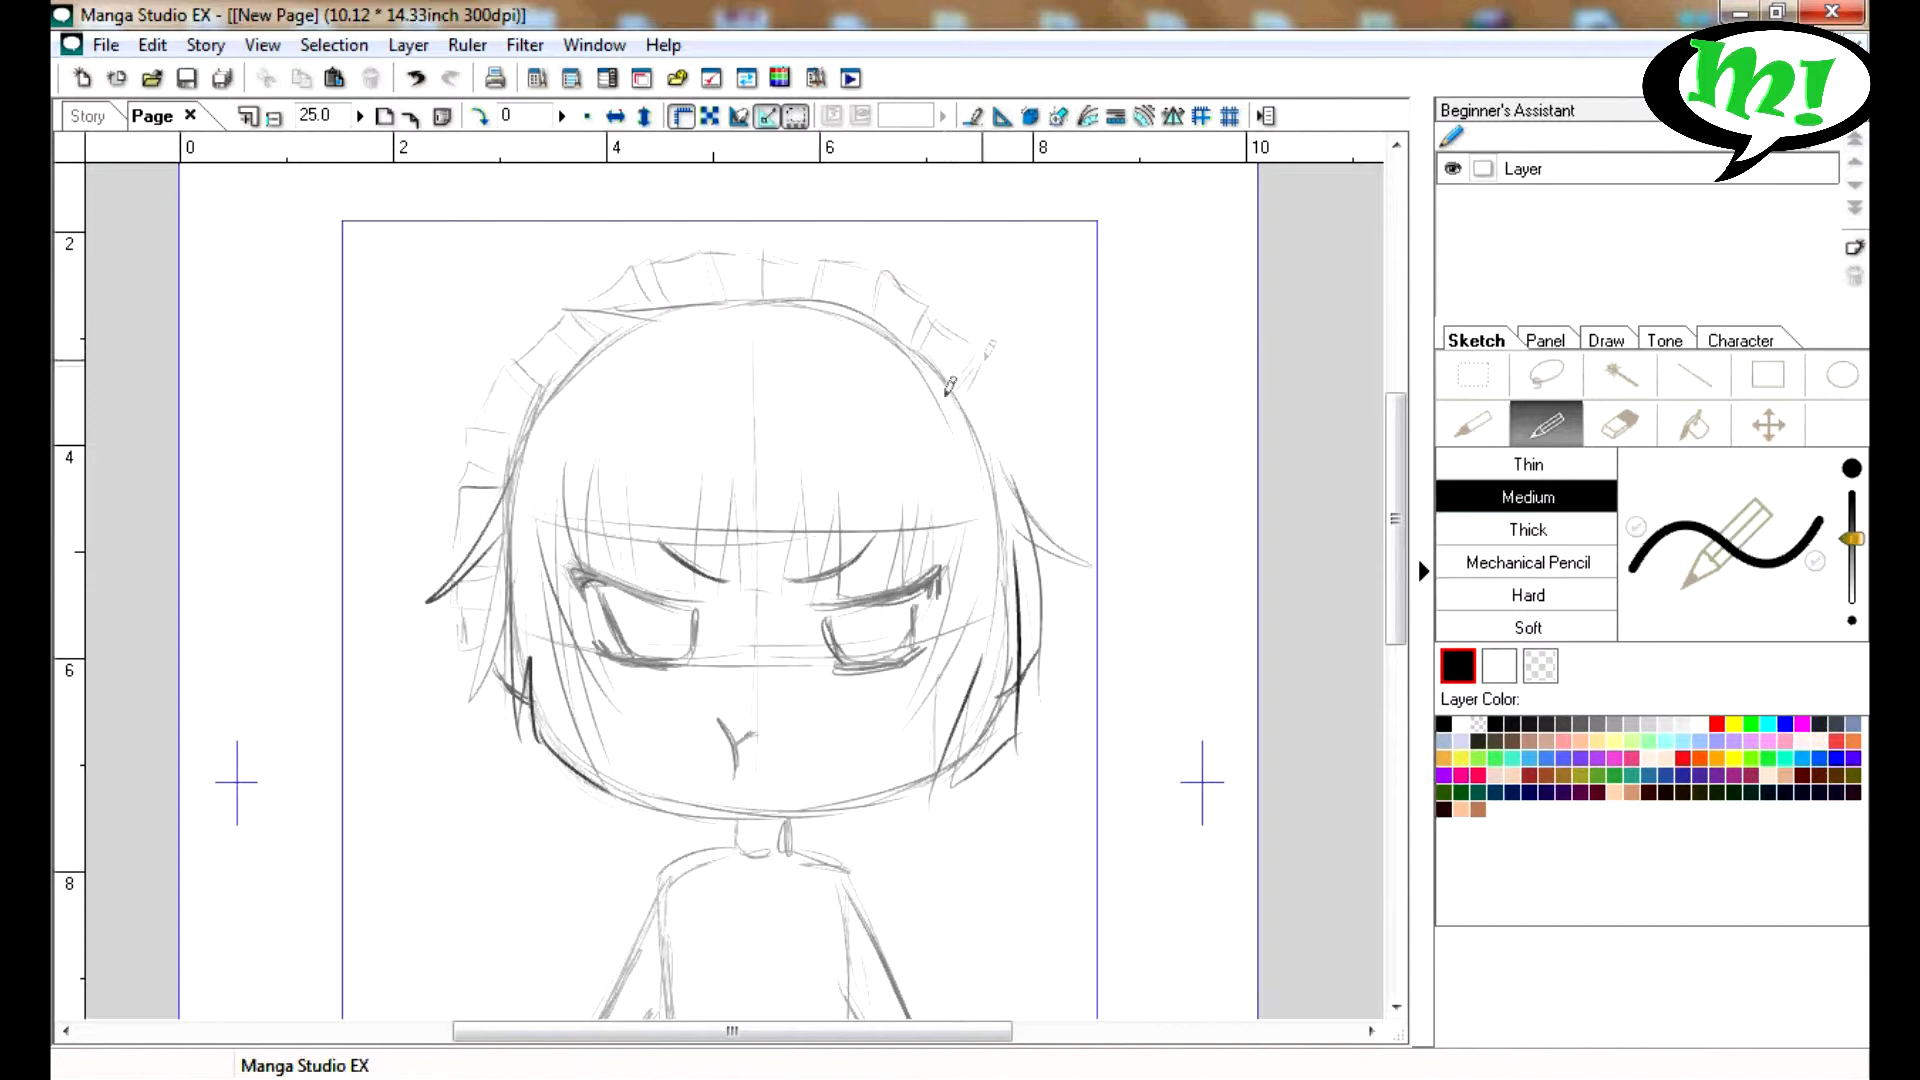 Manga Studio EX - [[New Page] (10.12 * 14.33inch 300dpi)]
File Edit Story View Selection Layer Ruler Filter Window Help
M!
Story Page 25.0 0
Beginner's Assistant
0 2 4 6 8 10
Layer
2
4
6
8
Sketch Panel Draw Tone Character
Thin
Medium
Thick
Mechanical Pencil
Hard
Soft
Layer Color:
Manga Studio EX